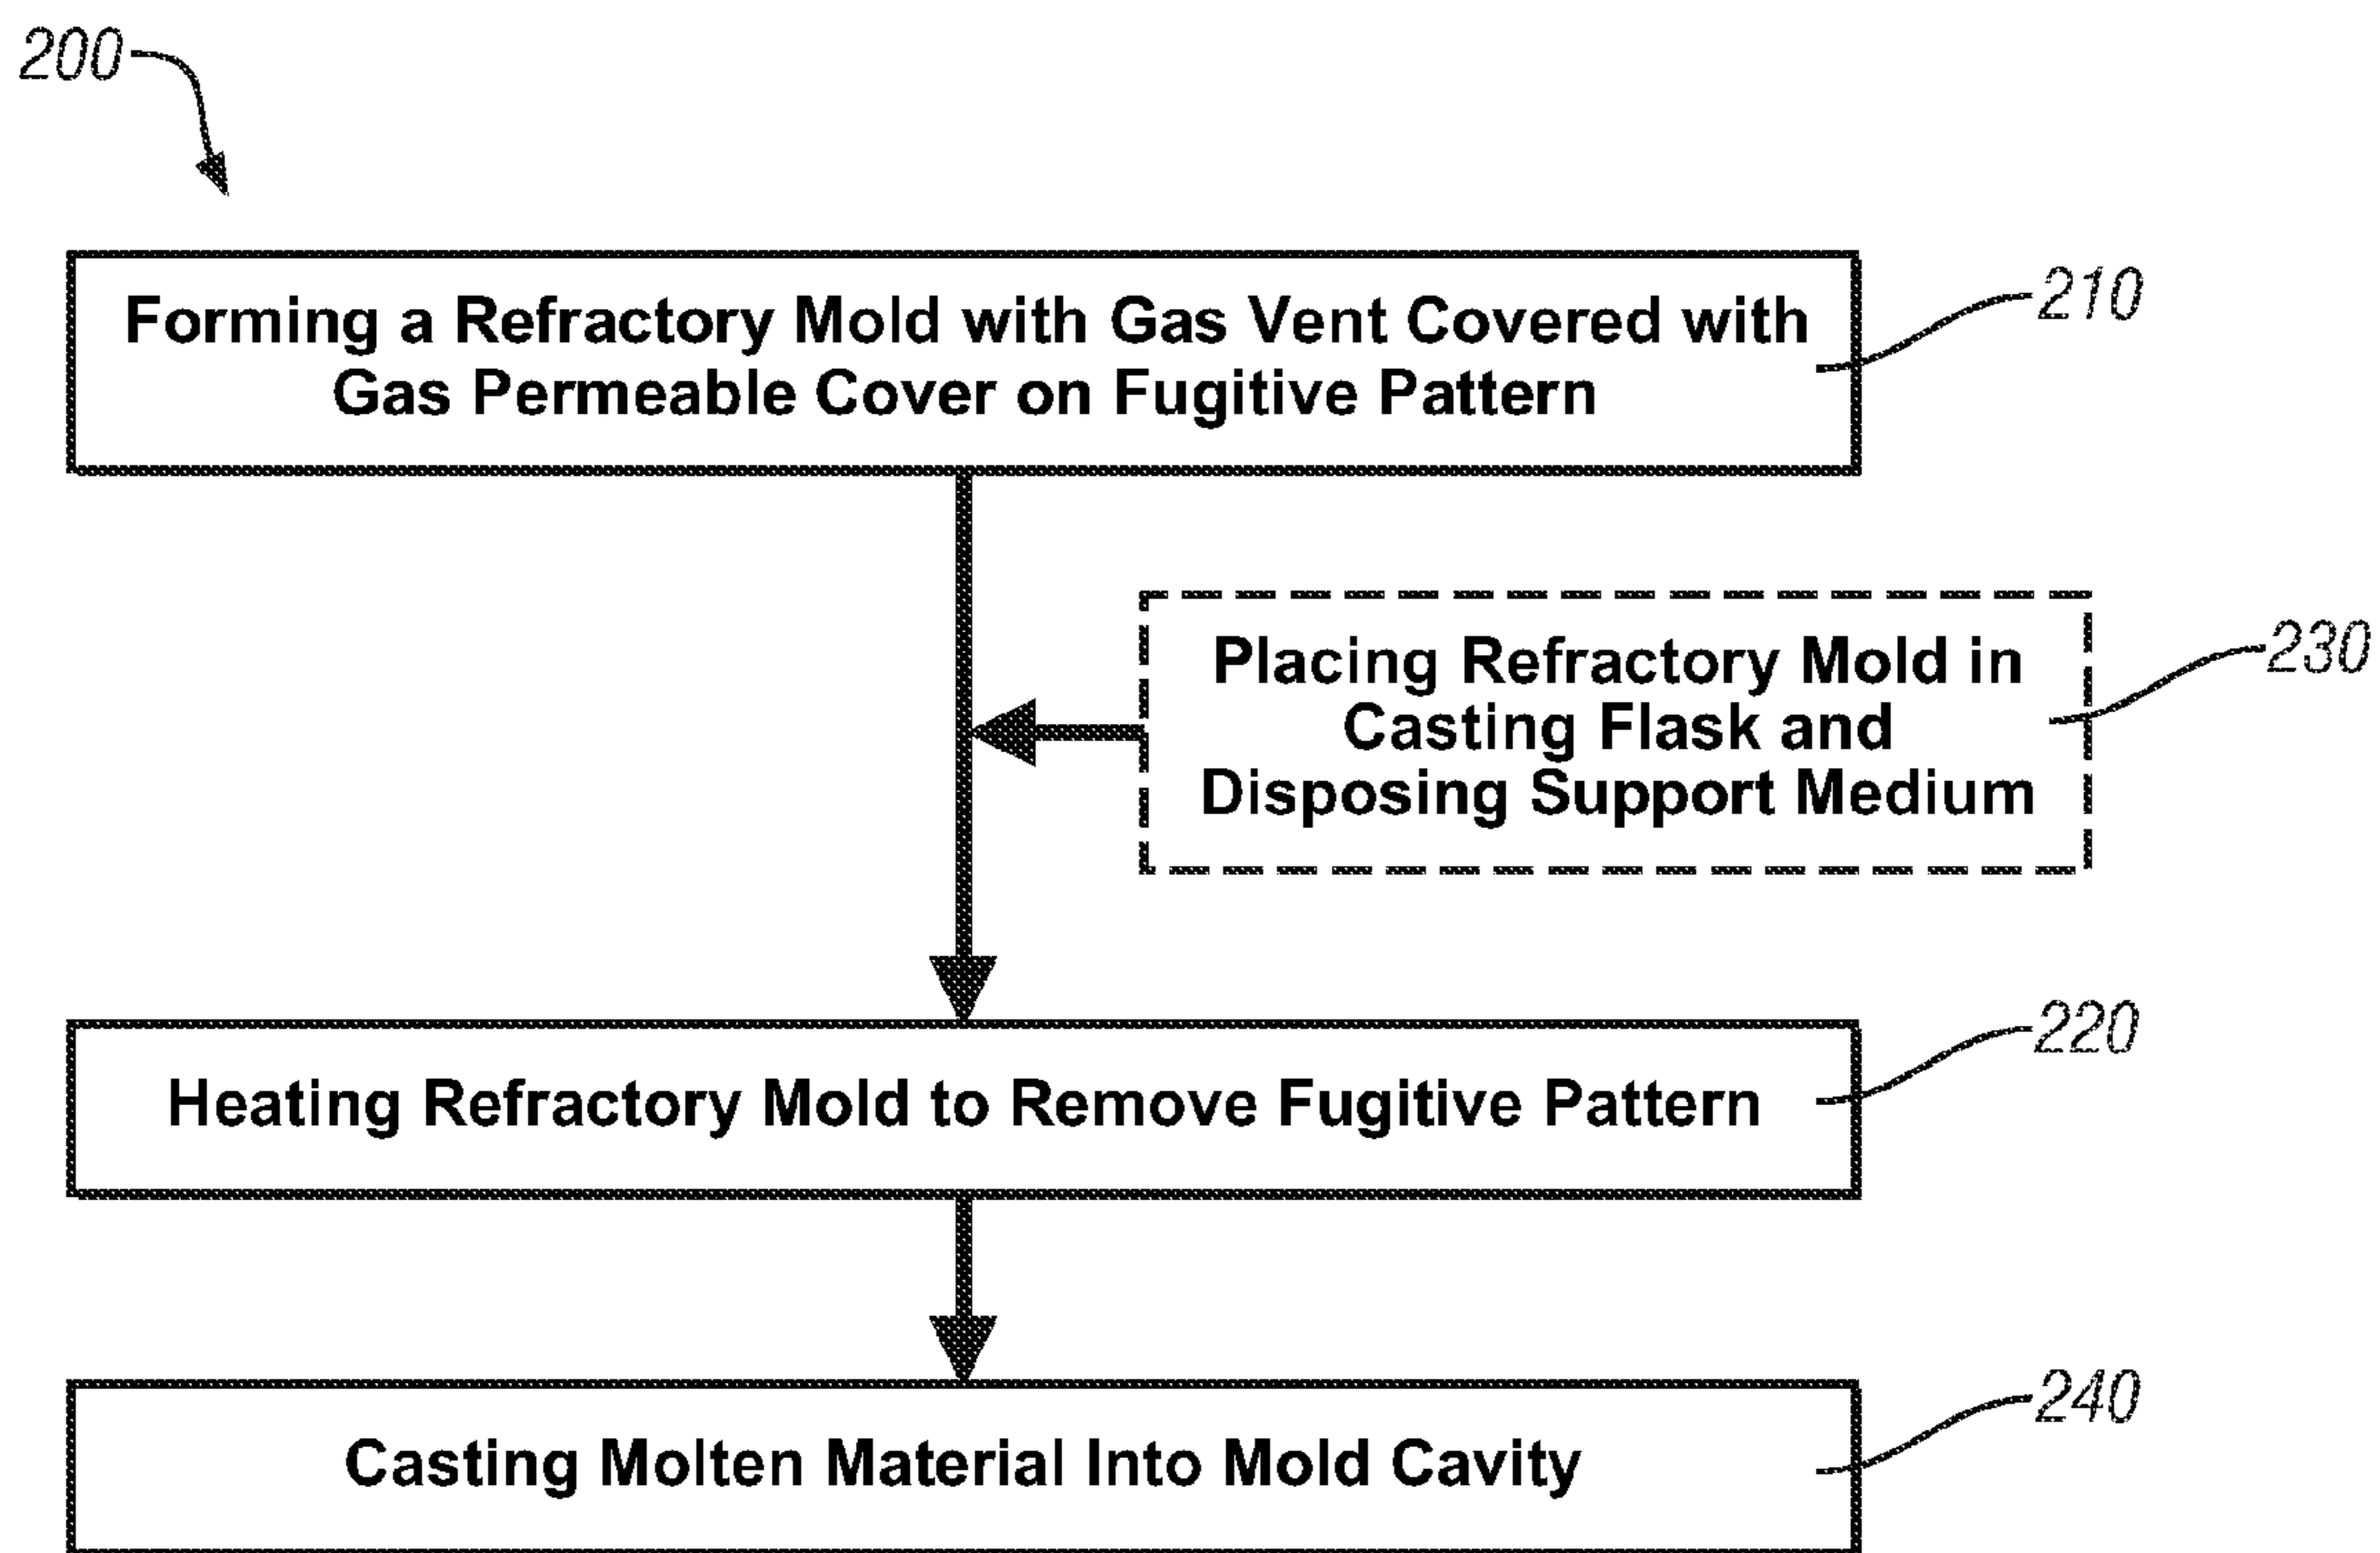 200
Forming a Refractory Mold with Gas Vent Covered with
Gas Permeable Cover on Fugitive Pattern
210
Placing Refractory Mold in
Casting Flask and
Disposing Support Medium
230
Heating Refractory Mold to Remove Fugitive Pattern
220
Casting Molten Material Into Mold Cavity
240